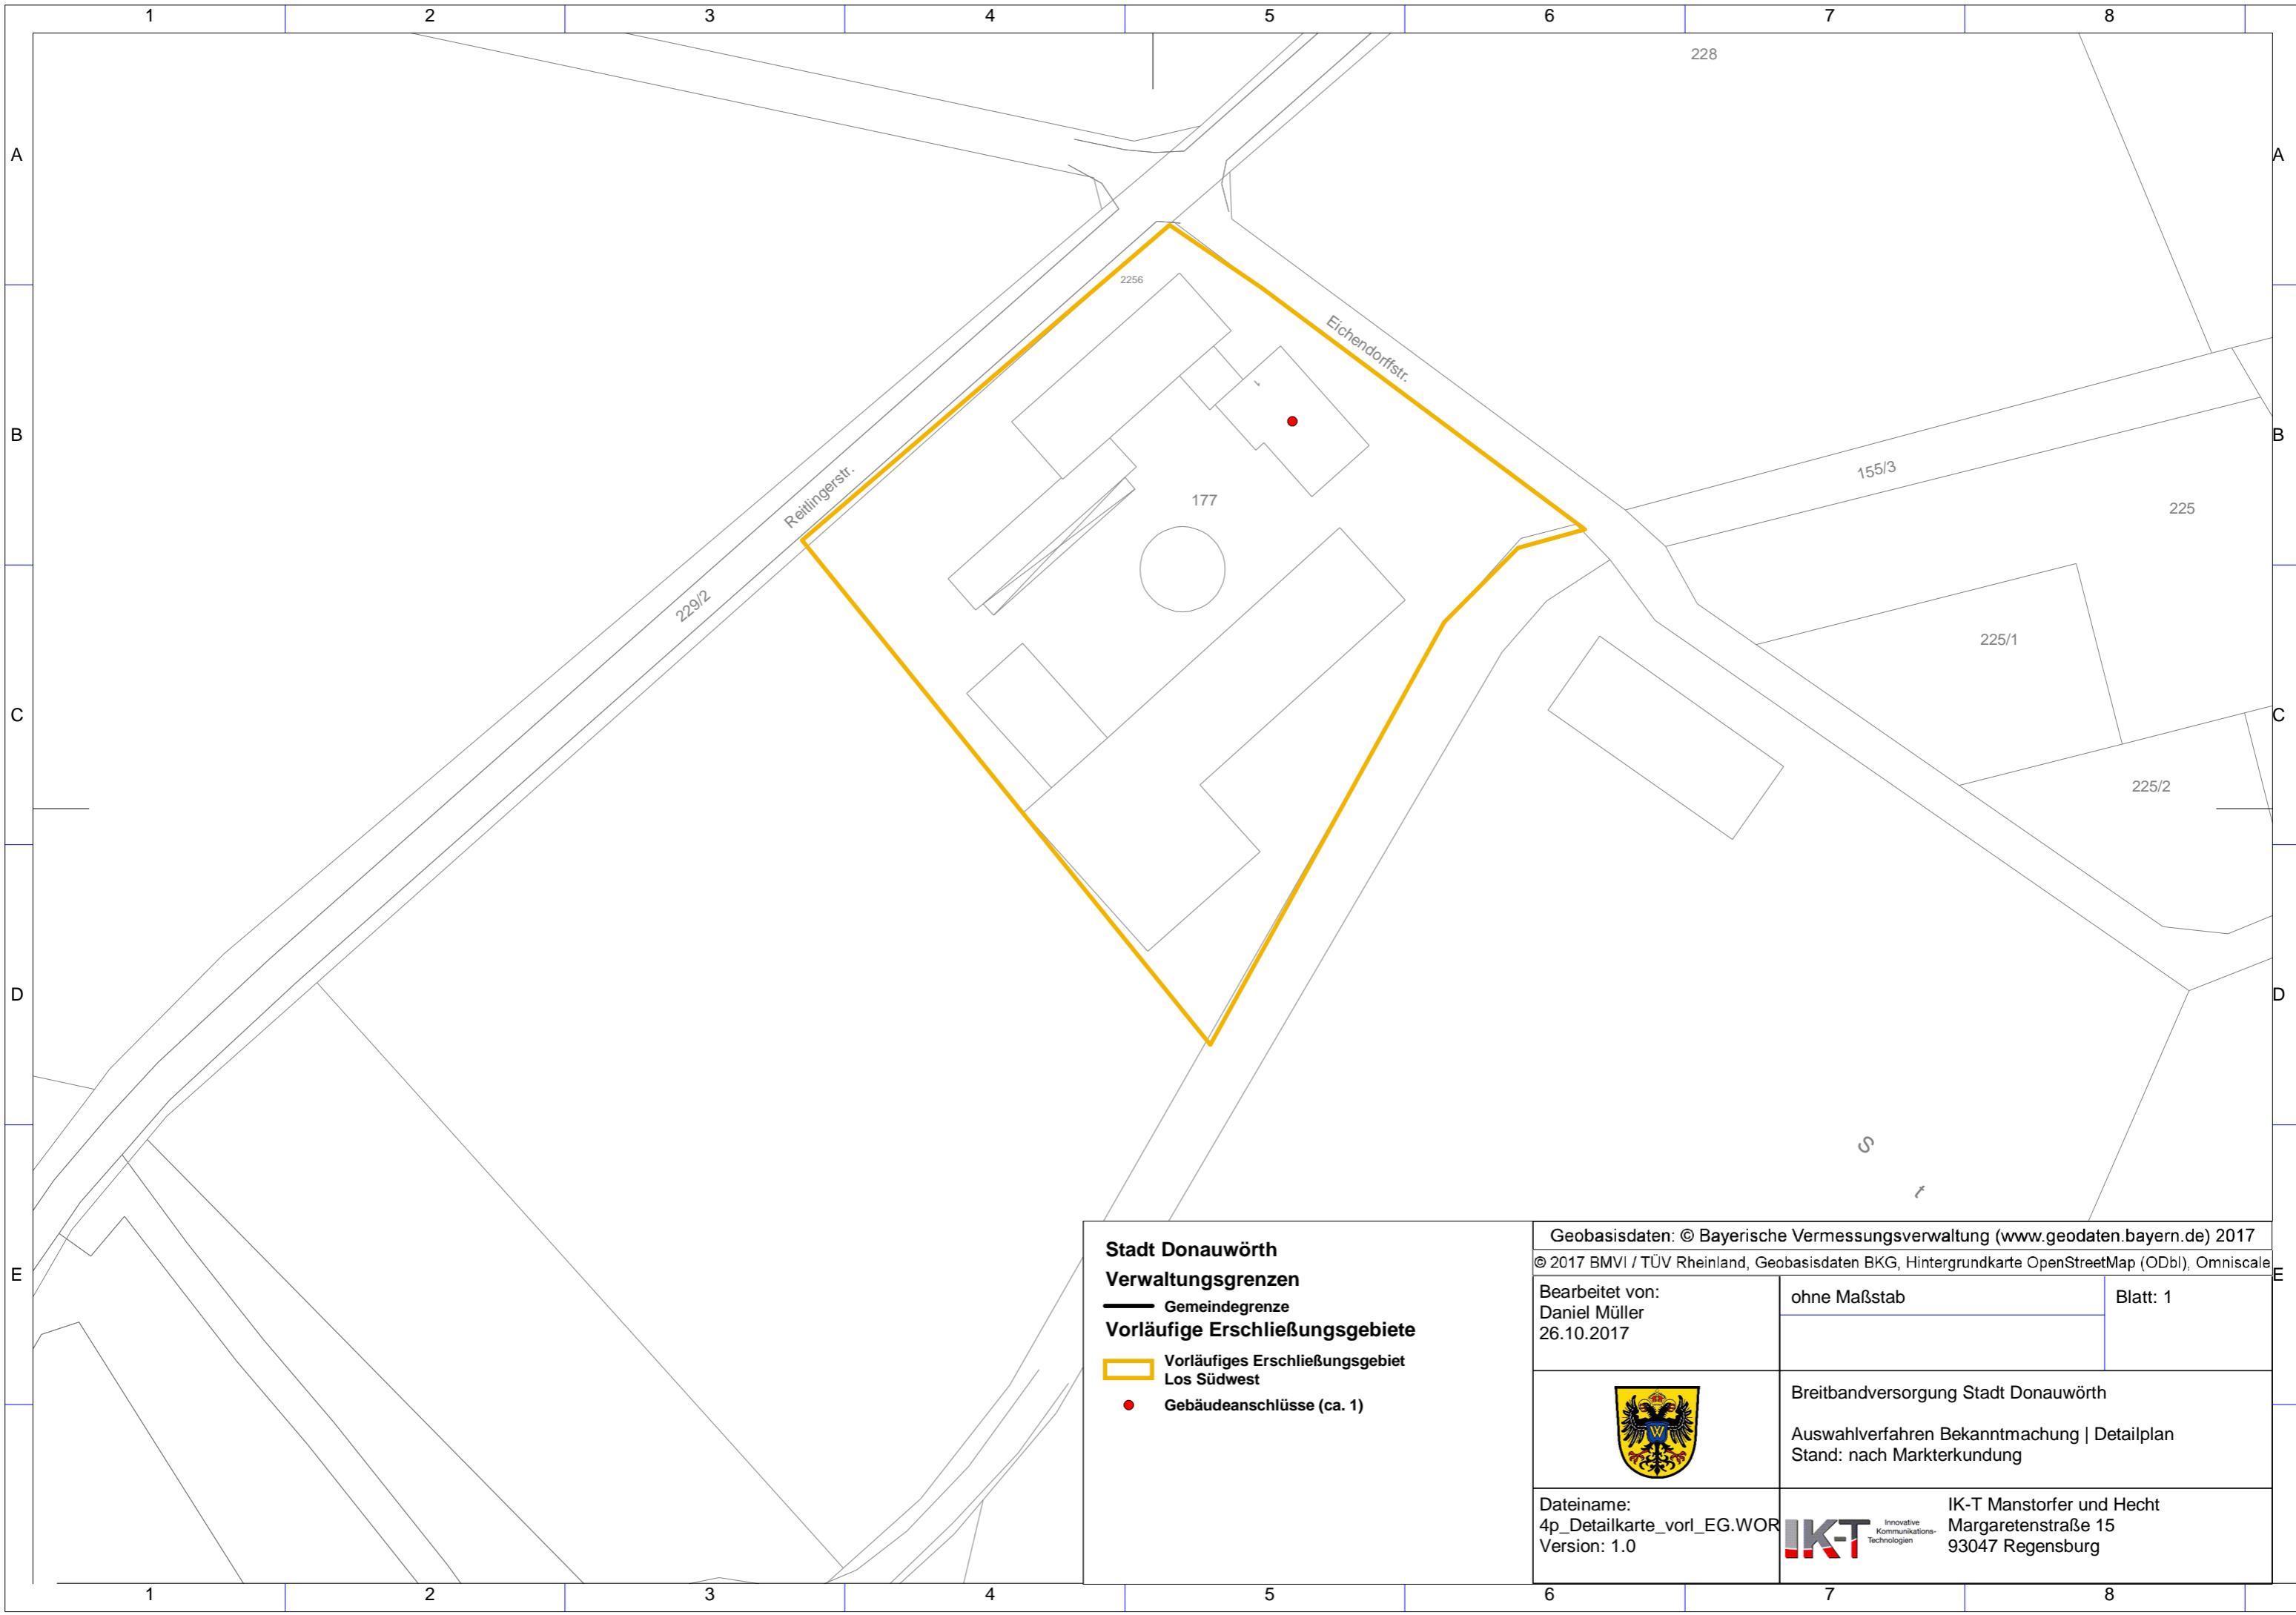 1 2 3 4 5 6 7 8
228
A A
2256
Eichendorffstr.
1
B B
155/3
Reitlingerstr.
177
225
229/2
225/1
C C
225/2
D D
S
t
E E
Stadt Donauwörth
Verwaltungsgrenzen
Gemeindegrenze
Vorläufige Erschließungsgebiete
Vorläufiges Erschließungsgebiet
Los Südwest
Gebäudeanschlüsse (ca. 1)
Geobasisdaten: © Bayerische Vermessungsverwaltung (www.geodaten.bayern.de) 2017
© 2017 BMVI / TÜV Rheinland, Geobasisdaten BKG, Hintergrundkarte OpenStreetMap (ODbl), Omniscale
Bearbeitet von:
Daniel Müller
26.10.2017
ohne Maßstab
Blatt: 1
W
Breitbandversorgung Stadt Donauwörth
Auswahlverfahren Bekanntmachung | Detailplan
Stand: nach Markterkundung
Dateiname:
4p_Detailkarte_vorl_EG.WOR
Version: 1.0
IK-T
Innovative
Kommunikations-
Technologien
IK-T Manstorfer und Hecht
Margaretenstraße 15
93047 Regensburg
1 2 3 4 5 6 7 8